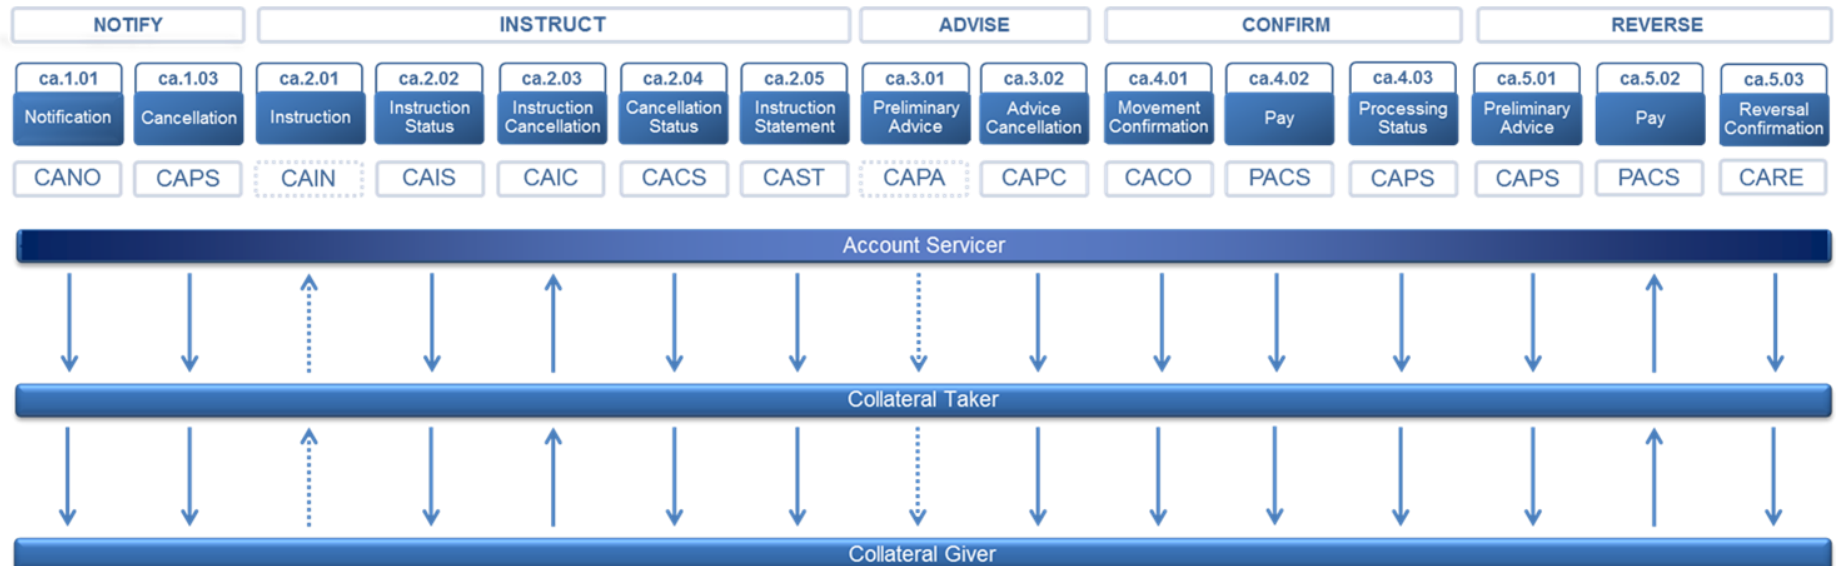 NOTIFY INSTRUCT ADVISE CONFIRM REVERSE
ca.1.01 ca.1.03 ca.2.01 ca.2.02 ca.2.03 ca.2.04 ca.2.05 ca.3.01 ca.3.02 ca.4.01 ca.4.02 ca.4.03 ca.5.01 ca.5.02 ca.5.03
Notification
Cancellation
Instruction
Instruction
Status
Instruction
Cancellation
Cancellation
Status
Instruction
Statement
Preliminary
Advice
Advice
Cancellation
Movement
Confirmation
Pay
Processing
Status
Preliminary
Advice
Pay
Reversal
Confirmation
CANO CAPS CAIN CAIS CAIC CACS CAST CAPA CAPC CACO PACS CAPS CAPS PACS CARE
Account Servicer
Collateral Taker
Collateral Giver